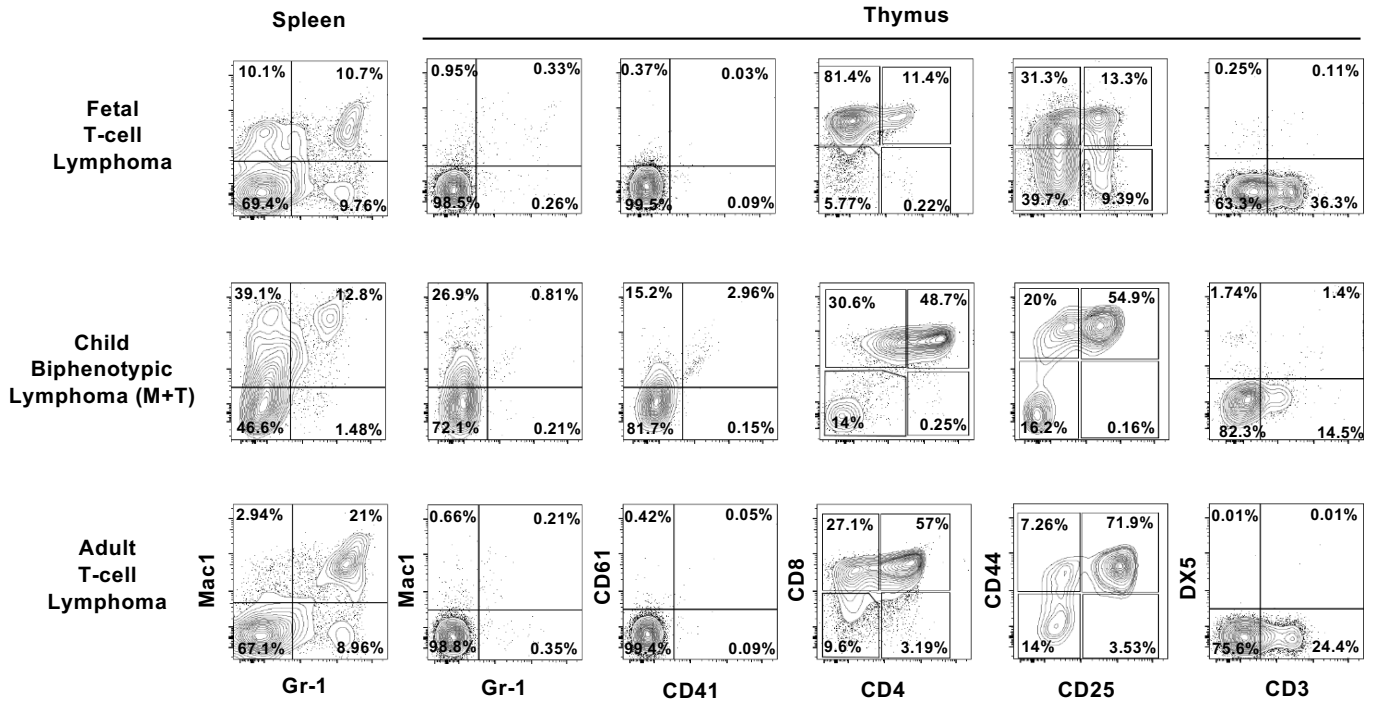 Spleen
Thymus
Fetal
T-cell
Lymphoma
10.1% 10.7%
69.4% 9.76%
0.95% 0.33%
98.5% 0.26%
0.37% 0.03%
99.5% 0.09%
81.4% 11.4%
5.77% 0.22%
31.3% 13.3%
39.7% 9.39%
0.25% 0.11%
63.3% 36.3%
Child
Biphenotypic
Lymphoma (M+T)
39.1% 12.8%
46.6% 1.48%
26.9% 0.81%
72.1% 0.21%
15.2% 2.96%
81.7% 0.15%
30.6% 48.7%
14% 0.25%
20% 54.9%
16.2% 0.16%
1.74% 1.4%
82.3% 14.5%
Adult
T-cell
Lymphoma
Mac1
2.94% 21%
67.1% 8.96%
Gr-1
Mac1
0.66% 0.21%
98.8% 0.35%
Gr-1
CD61
0.42% 0.05%
99.4% 0.09%
CD41
CD8
27.1% 57%
9.6% 3.19%
CD4
CD44
7.26% 71.9%
14% 3.53%
CD25
DX5
0.01% 0.01%
75.6% 24.4%
CD3